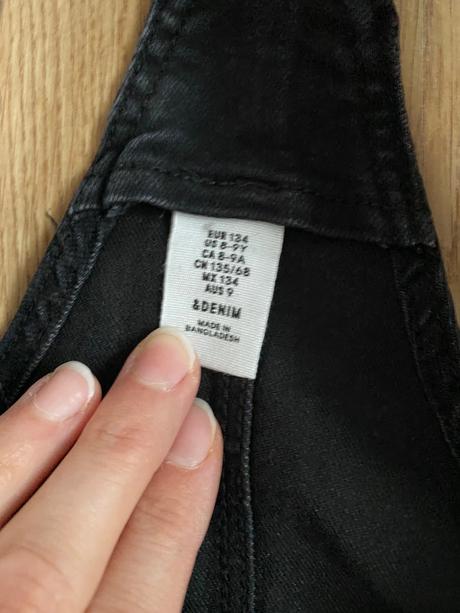 EUR 134
US 8-9Y
CA 8-9A
CN 135/68
MX 134
AUS 9
&DENIM
MADE IN
BANGLADESH